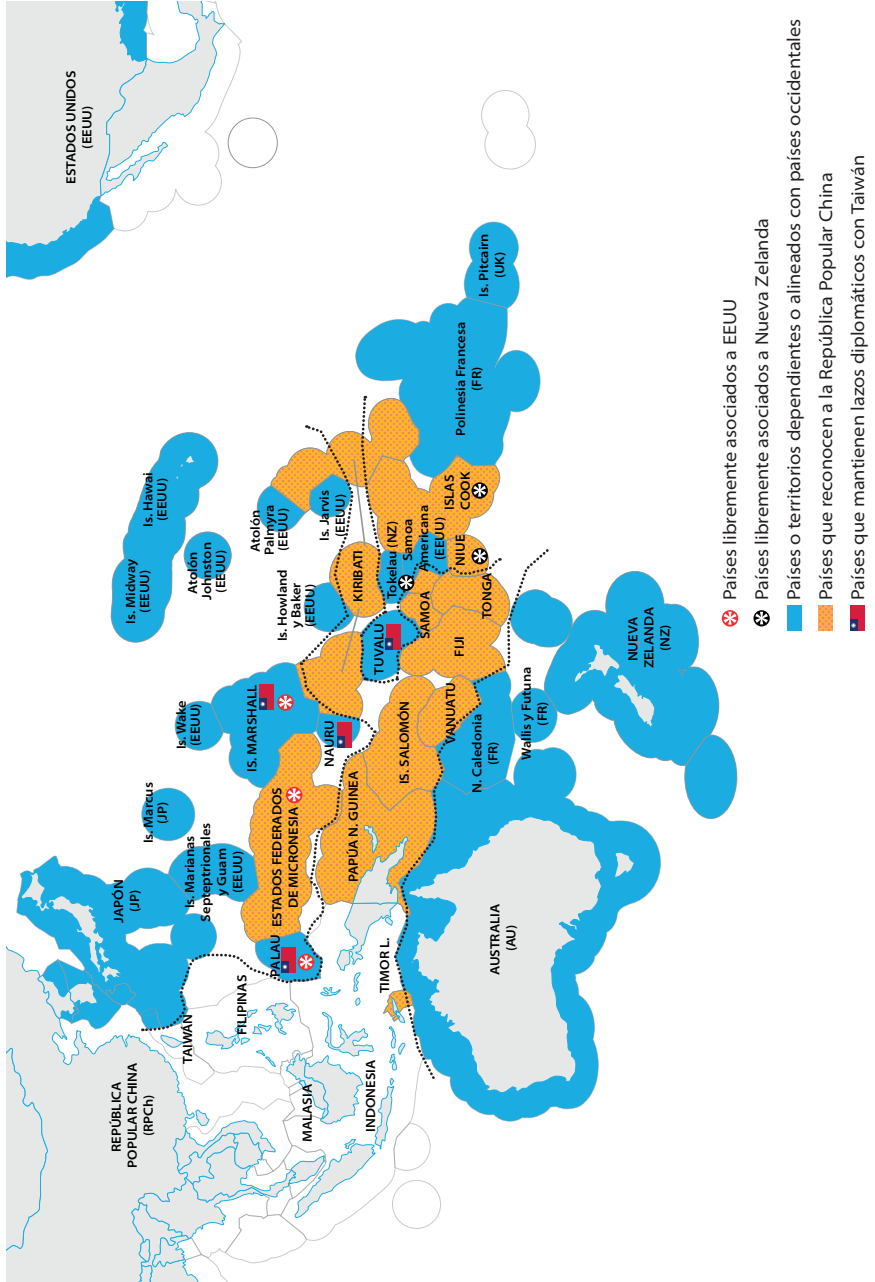 ESTADOS UNIDOS
(EEUU)
REPÚBLICA
POPULAR CHINA
(RPCh)
JAPÓN
(JP)
TAIWÁN
FILIPINAS
MALASIA
INDONESIA
TIMOR L.
PALAU
Is. Marianas
Septeptrionales
y Guam
(EEUU)
Is. Marcus
(JP)
Is. Wake
(EEUU)
ESTADOS FEDERADOS
DE MICRONESIA
IS. MARSHALL
NAURU
PAPÚA N. GUINEA
IS. SALOMÓN
VANUATU
N. Caledonia
(FR)
Wallis y Futuna
(FR)
AUSTRALIA
(AU)
NUEVA
ZELANDA
(NZ)
Is. Midway
(EEUU)
Is. Hawai
(EEUU)
Atolón
Johnston
(EEUU)
Is. Howland
y Baker
(EEUU)
Atolón
Palmyra
(EEUU)
Is. Jarvis
(EEUU)
KIRIBATI
TUVALU
Tokelau (NZ)
Samoa
Americana
(EEUU)
SAMOA
FIJI
TONGA
NIUE
ISLAS
COOK
Polinesia Francesa
(FR)
Is. Pitcairn
(UK)
Países libremente asociados a EEUU
Países libremente asociados a Nueva Zelanda
Países o territorios dependientes o alineados con países occidentales
Países que reconocen a la República Popular China
Países que mantienen lazos diplomáticos con Taiwán